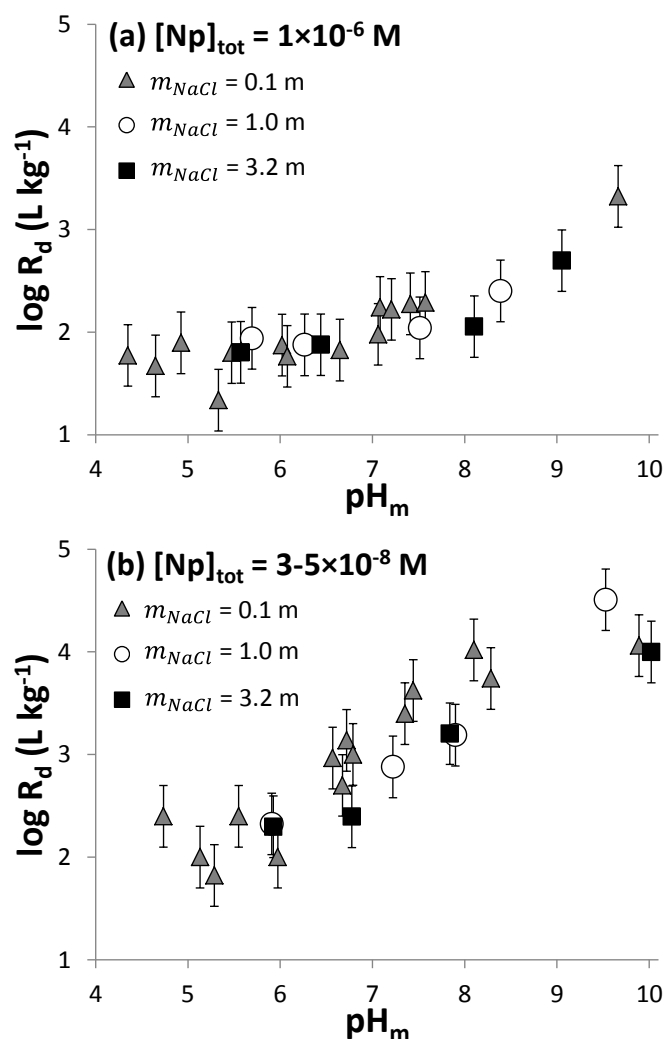 (a) [Np]tot = 1×10⁻⁶ M
mNaCl = 0.1 m
mNaCl = 1.0 m
mNaCl = 3.2 m
log Rd (L kg⁻¹)
5
4
3
2
1
4 5 6 7 8 9 10
pHm
(b) [Np]tot = 3-5×10⁻⁸ M
mNaCl = 0.1 m
mNaCl = 1.0 m
mNaCl = 3.2 m
log Rd (L kg⁻¹)
5
4
3
2
1
4 5 6 7 8 9 10
pHm